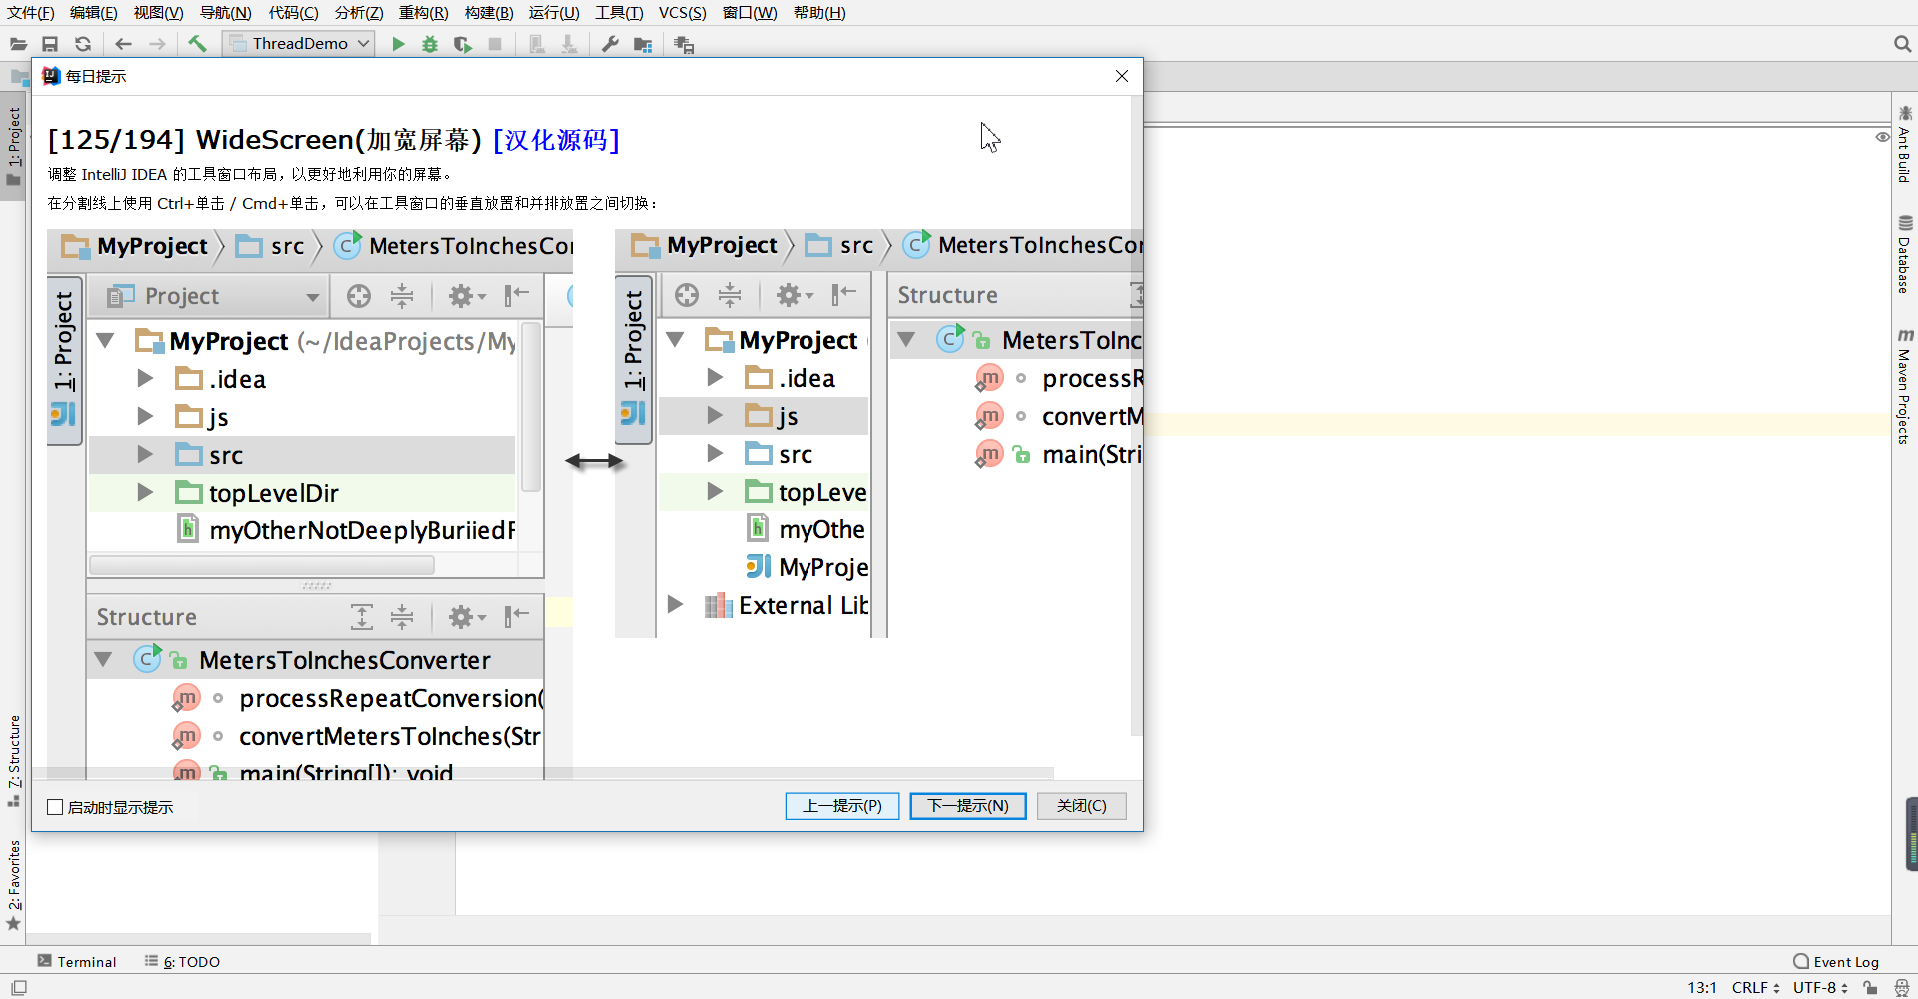 文件(F) 编辑(E) 视图(V) 导航(N) 代码(C) 分析(Z) 重构(R) 构建(B) 运行(U) 工具(T) VCS(S) 窗口(W) 帮助(H)
ThreadDemo
每日提示
[125/194] WideScreen(加宽屏幕) [汉化源码]
调整 IntelliJ IDEA 的工具窗口布局，以更好地利用你的屏幕。
在分割线上使用 Ctrl+单击 / Cmd+单击，可以在工具窗口的垂直放置和并排放置之间切换：
MyProject src MetersToInchesCon
1: Project
Project
MyProject (~/IdeaProjects/My
.idea
js
src
topLevelDir
myOtherNotDeeplyBuriiedF
Structure
MetersToInchesConverter
processRepeatConversion(
convertMetersToInches(Str
main(String[]): void
MyProject src MetersToInchesCor
1: Project
MyProject
.idea
js
src
topLeve
myOthe
MyProje
External Lib
Structure
MetersToInc
processR
convertM
main(Stri
启动时显示提示
上一提示(P) 下一提示(N) 关闭(C)
1: Project
Z: Structure
2: Favorites
Ant Build
Database
m Maven Projects
Terminal 6: TODO Event Log
13:1 CRLF UTF-8